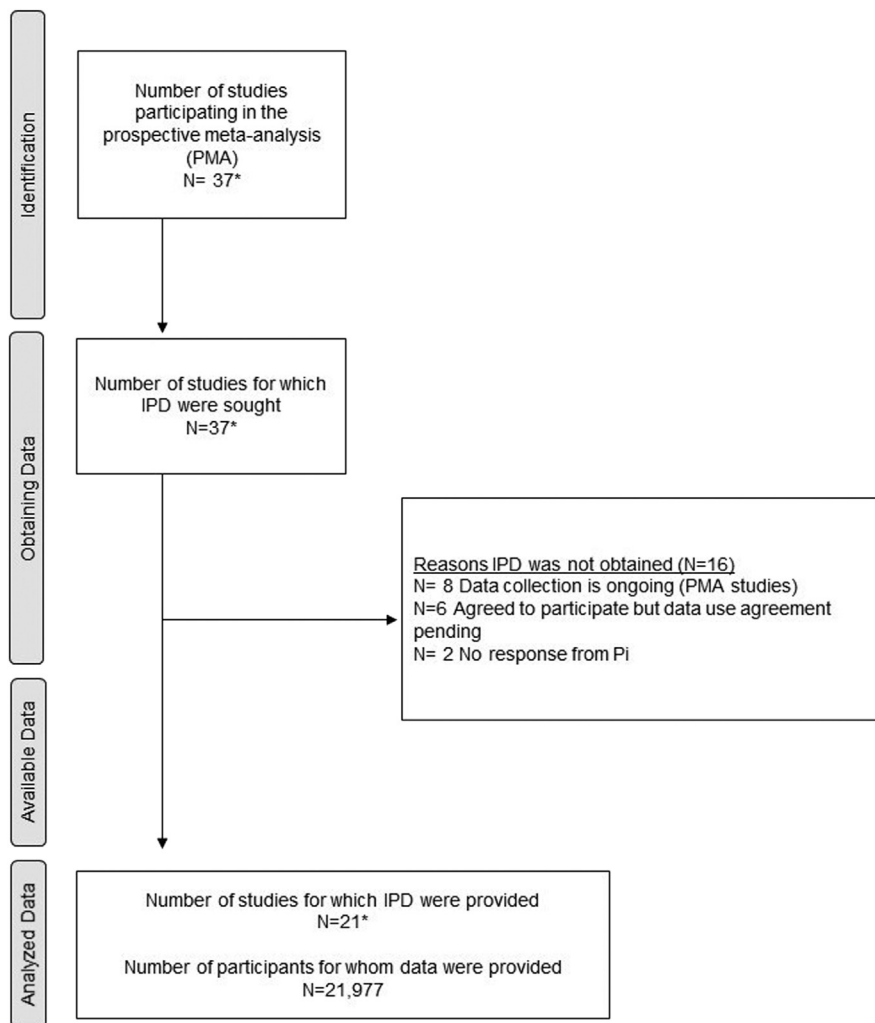 Identification
Number of studies
participating in the
prospective meta-analysis
(PMA)
N= 37*
Obtaining Data
Number of studies for which
IPD were sought
N=37*
Reasons IPD was not obtained (N=16)
N= 8 Data collection is ongoing (PMA studies)
N=6 Agreed to participate but data use agreement
pending
N= 2 No response from Pi
Available Data
Analyzed Data
Number of studies for which IPD were provided
N=21*
Number of participants for whom data were provided
N=21,977